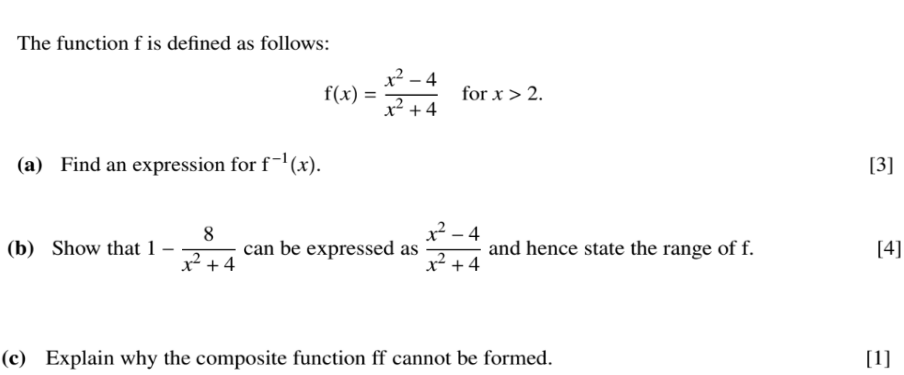 The function f is defined as follows:
f(x) = \frac{x^2 - 4}{x^2 + 4} for x > 2.
(a) Find an expression for f^{-1}(x). [3]
(b) Show that 1 - \frac{8}{x^2 + 4} can be expressed as \frac{x^2 - 4}{x^2 + 4} and hence state the range of f. [4]
(c) Explain why the composite function ff cannot be formed. [1]